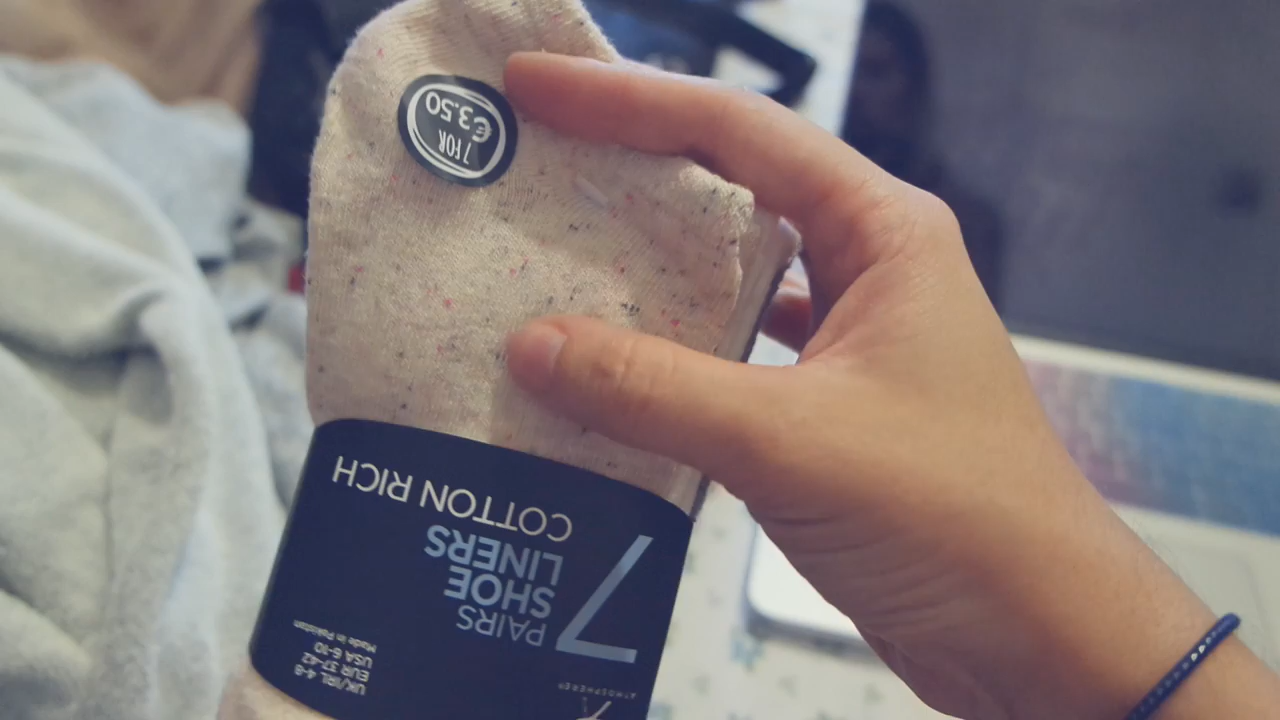 7 FOR
€3.50
ATMOSPHERE®
7 PAIRS
SHOE
LINERS
COTTON RICH
UK/IRL 4-8
EUR 37-42
USA 6-10
Made in Pakistan